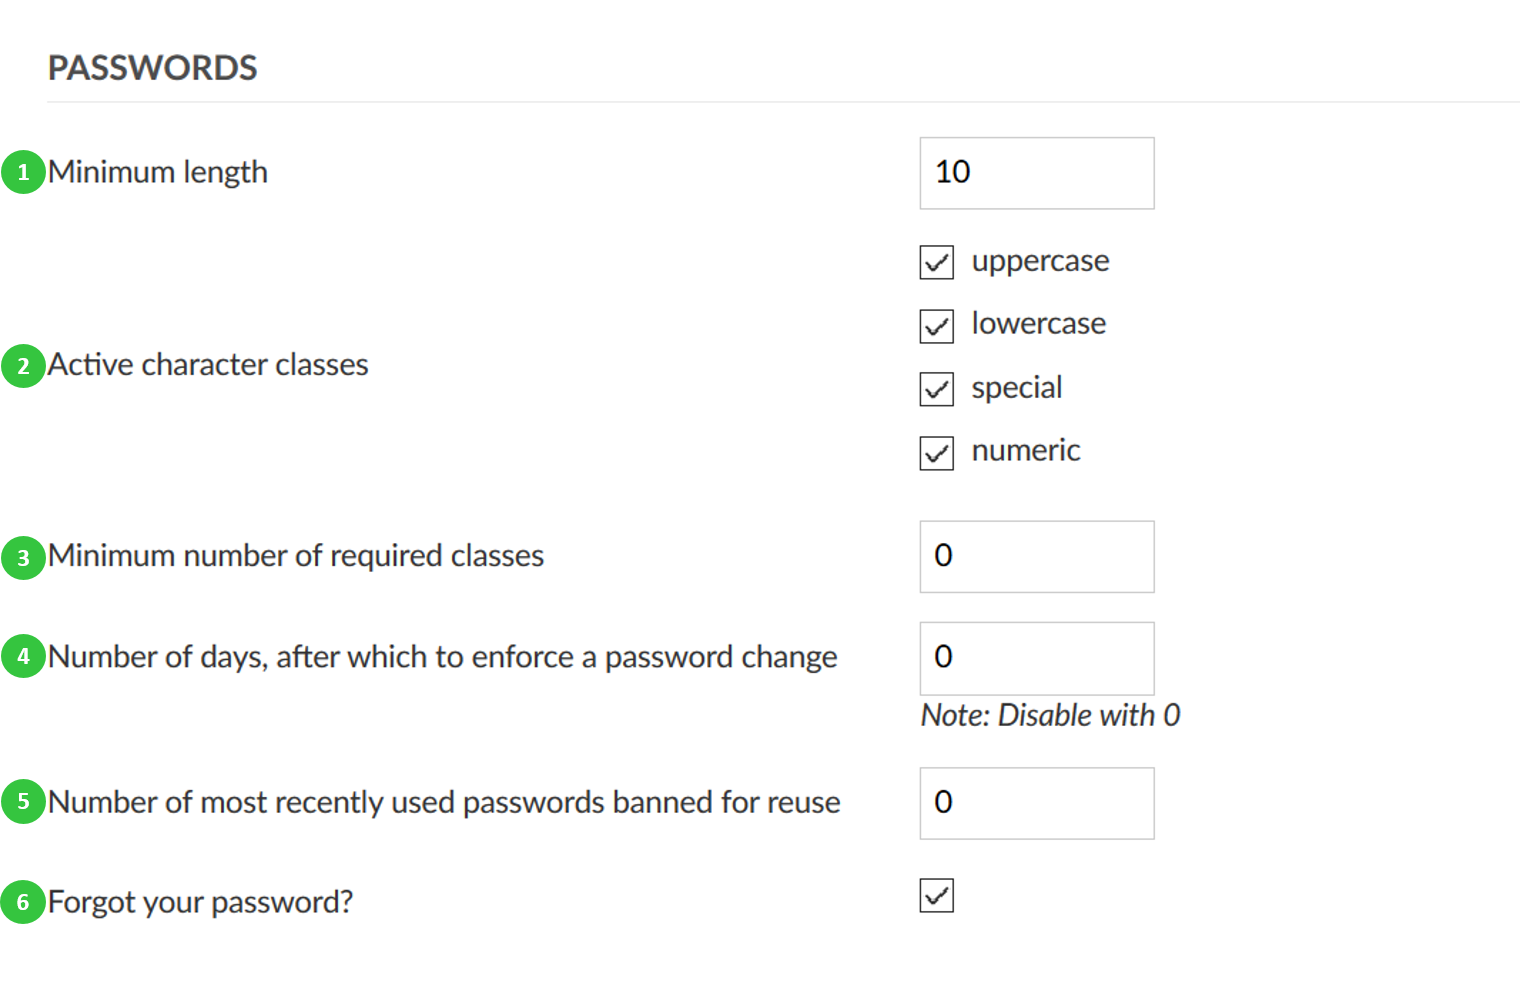 PASSWORDS
1 Minimum length 10
uppercase
lowercase
2 Active character classes
special
numeric
3 Minimum number of required classes 0
4 Number of days, after which to enforce a password change 0
Note: Disable with 0
5 Number of most recently used passwords banned for reuse 0
6 Forgot your password?